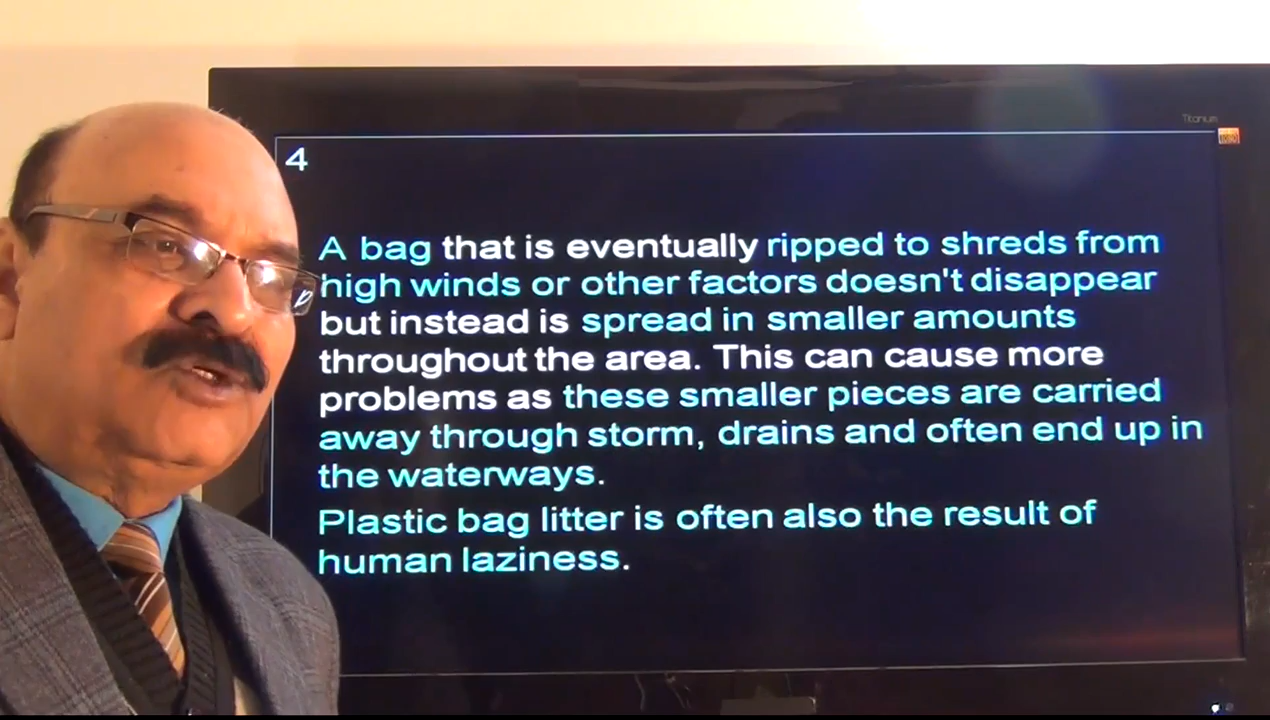 Titanium
4
A bag that is eventually ripped to shreds from
high winds or other factors doesn't disappear
but instead is spread in smaller amounts
throughout the area. This can cause more
problems as these smaller pieces are carried
away through storm, drains and often end up in
the waterways.
Plastic bag litter is often also the result of
human laziness.